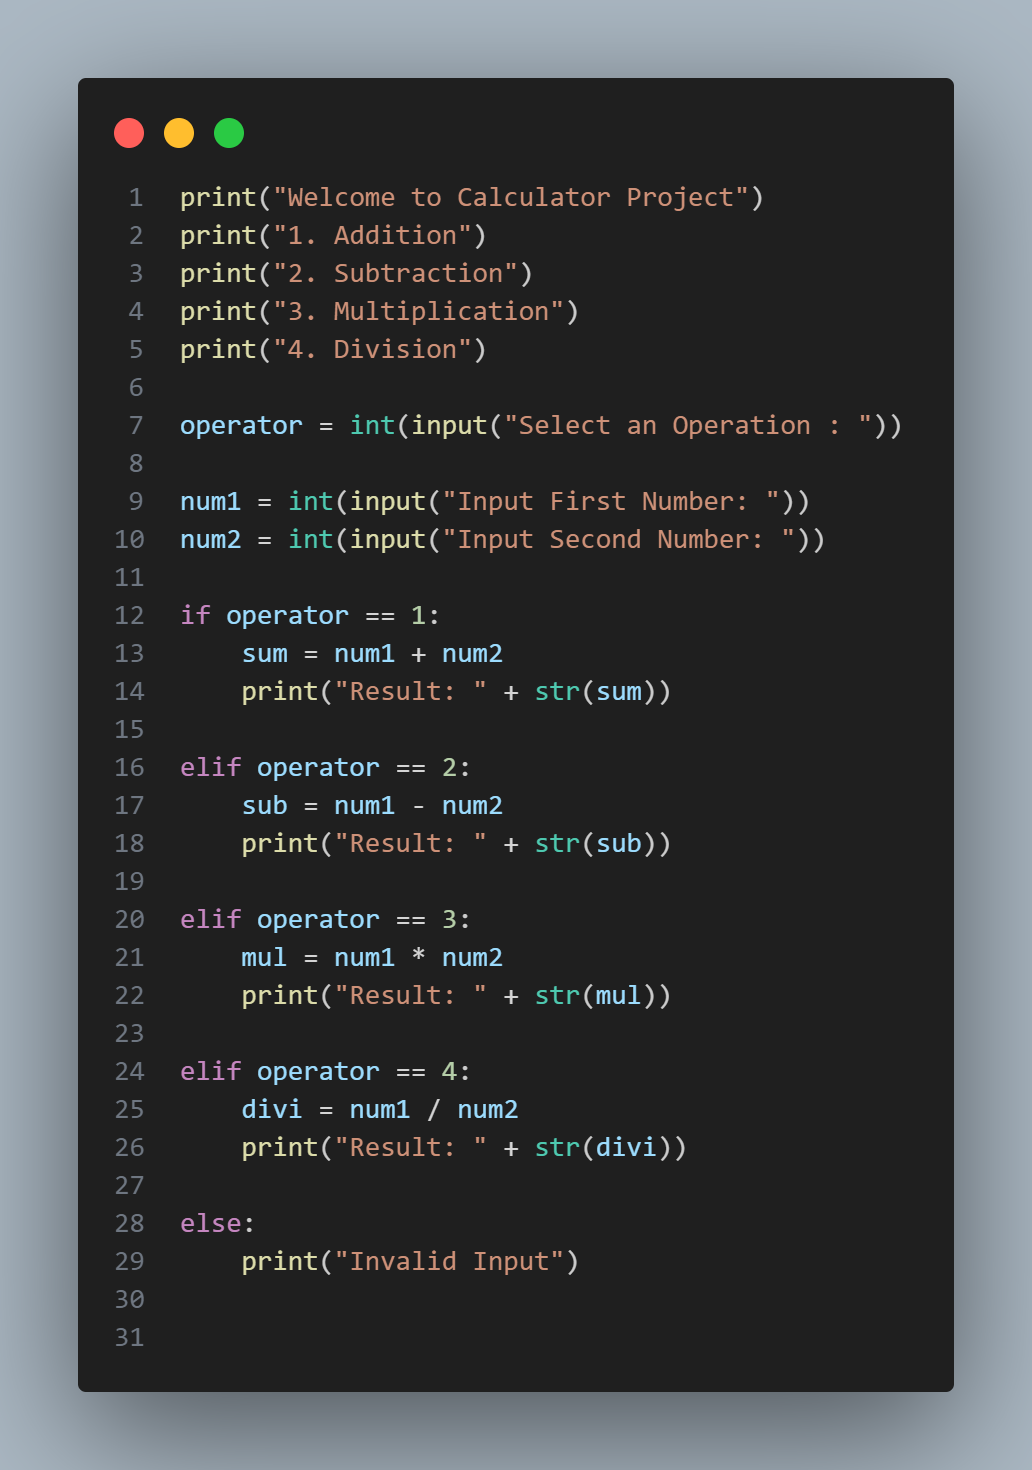 1 print("Welcome to Calculator Project")
2 print("1. Addition")
3 print("2. Subtraction")
4 print("3. Multiplication")
5 print("4. Division")
6
7 operator = int(input("Select an Operation : "))
8
9 num1 = int(input("Input First Number: "))
10 num2 = int(input("Input Second Number: "))
11
12 if operator == 1:
13     sum = num1 + num2
14     print("Result: " + str(sum))
15
16 elif operator == 2:
17     sub = num1 - num2
18     print("Result: " + str(sub))
19
20 elif operator == 3:
21     mul = num1 * num2
22     print("Result: " + str(mul))
23
24 elif operator == 4:
25     divi = num1 / num2
26     print("Result: " + str(divi))
27
28 else:
29     print("Invalid Input")
30
31